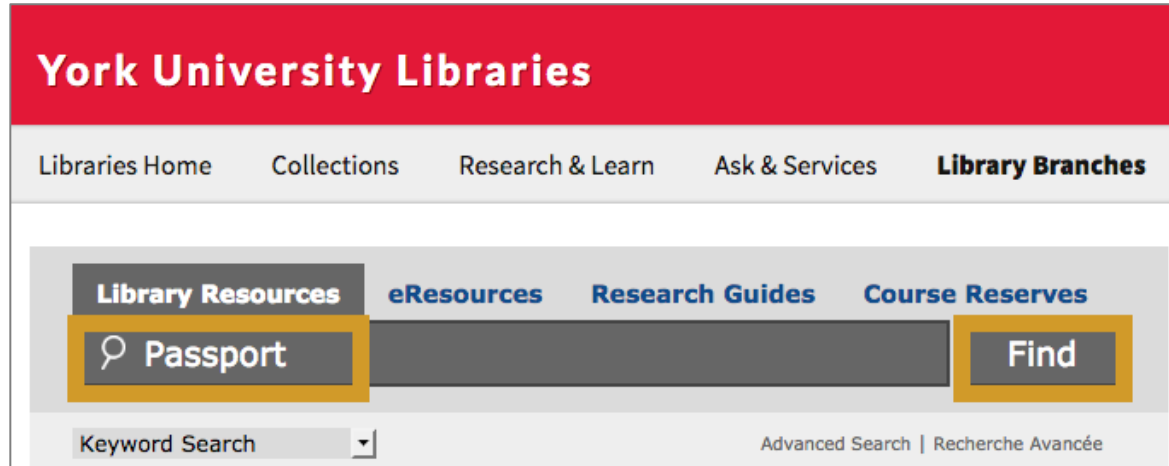 York University Libraries
Libraries Home Collections Research & Learn Ask & Services Library Branches
Library Resources eResources Research Guides Course Reserves
Passport Find
Keyword Search Advanced Search | Recherche Avancée